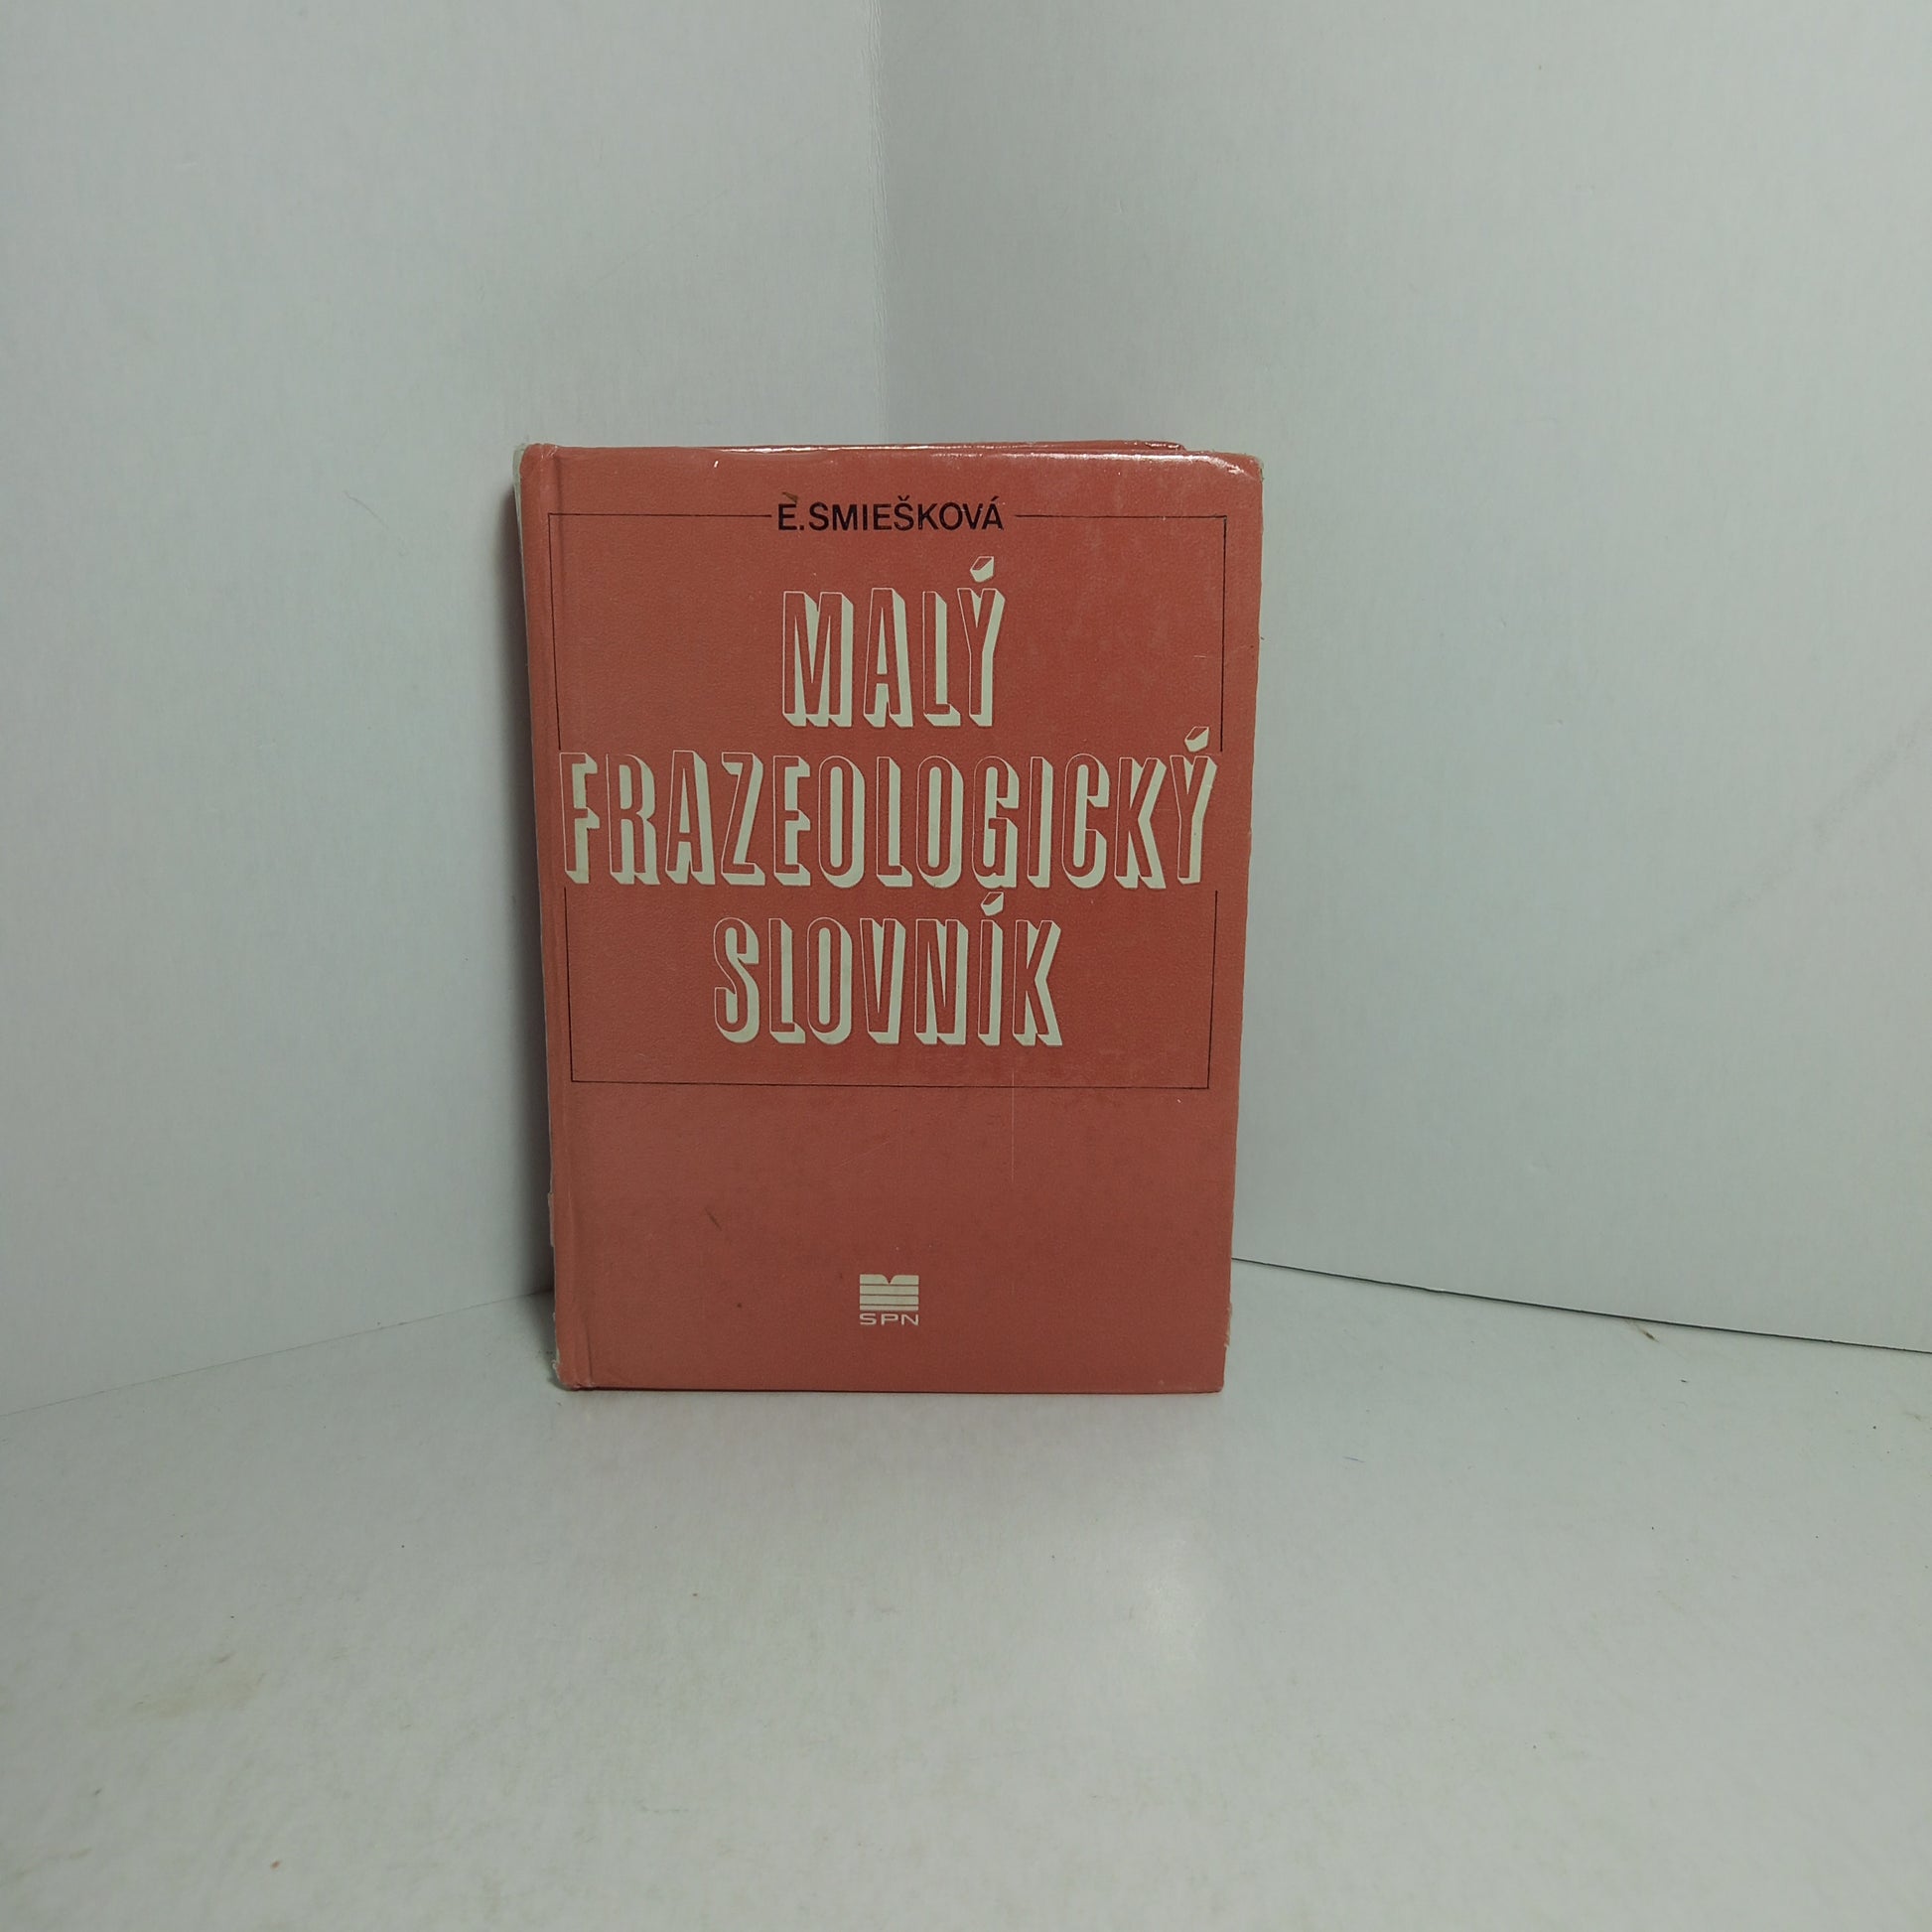 E. SMIEŠKOVÁ
MALÝ
FRAZEOLOGICKÝ
SLOVNÍK
SPN